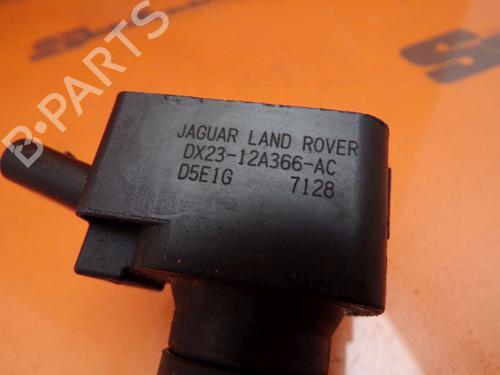 B-PARTS
JAGUAR LAND ROVER
DX23-12A366-AC
D5E1G 7128